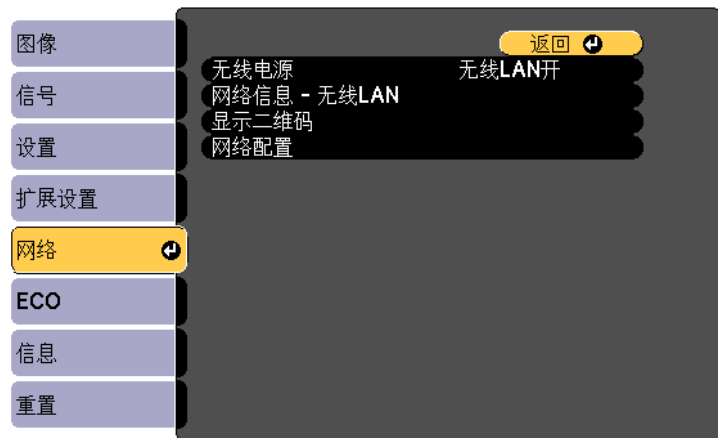 图像
信号
设置
扩展设置
网络
ECO
信息
重置
返回
无线电源 无线LAN开
网络信息 - 无线LAN
显示二维码
网络配置